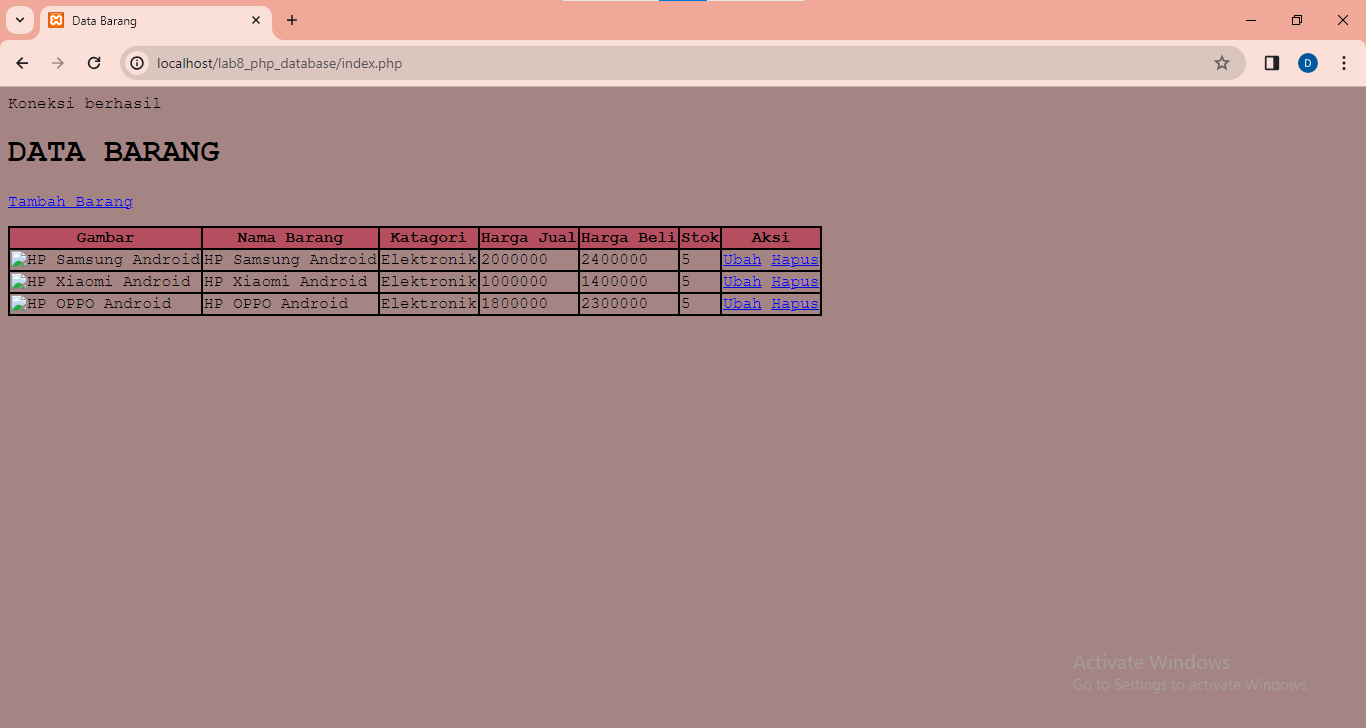 Data Barang
localhost/lab8_php_database/index.php
D
Koneksi berhasil
DATA BARANG
Tambah Barang
Gambar Nama Barang Katagori Harga Jual Harga Beli Stok Aksi
HP Samsung Android HP Samsung Android Elektronik 2000000 2400000 5 Ubah Hapus
HP Xiaomi Android HP Xiaomi Android Elektronik 1000000 1400000 5 Ubah Hapus
HP OPPO Android HP OPPO Android Elektronik 1800000 2300000 5 Ubah Hapus
Activate Windows
Go to Settings to activate Windows.